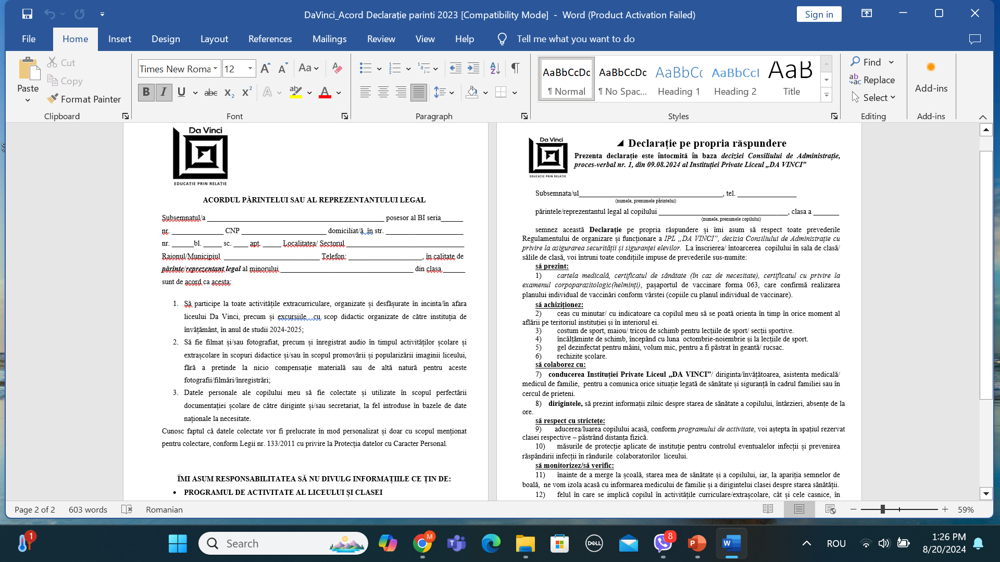 DaVinci_Acord Declarație parinti 2023 [Compatibility Mode] - Word (Product Activation Failed)
Sign in
File Home Insert Design Layout References Mailings Review View Help Tell me what you want to do
Paste
Cut
Copy
Format Painter
Clipboard
Times New Roma 12
Font
Paragraph
AaBbCcDc AaBbCcDc AaBbCc AaBbCcI AaB
¶ Normal ¶ No Spac... Heading 1 Heading 2 Title
Styles
Find
Replace
Select
Editing
Add-ins
Add-ins
Da Vinci
EDUCAȚIE PRIN RELAȚIE
ACORDUL PĂRINTELUI SAU AL REPREZENTANTULUI LEGAL
Subsemnatul/a ________ posesor al BI seria______
nr. ________ CNP ________ domiciliat/ă în str. ________
nr. ______bl. _____ sc. ____ apt. _____ Localitatea/ Sectorul ________
Raionul/Municipiul ________ Telefon: ________, în calitate de
părinte/reprezentant legal al minorului ________ din clasa ______
sunt de acord ca acesta:
1. Să participe la toate activitățile extracurriculare, organizate și desfășurate în incinta/în afara
liceului Da Vinci, precum și excursiile cu scop didactic organizate de către instituția de
învățământ, în anul de studii 2024-2025;
2. Să fie filmat și/sau fotografiat, precum și înregistrat audio în timpul activităților școlare și
extrașcolare în scopuri didactice și/sau în scopul promovării și popularizării imaginii liceului,
fără a pretinde la nicio compensație materială sau de altă natură pentru aceste
fotografii/filmări/înregistrări;
3. Datele personale ale copilului meu să fie colectate și utilizate în scopul perfectării
documentației școlare de către diriginte și/sau secretariat, la fel introduse în bazele de date
naționale la necesitate.
Cunosc faptul că datele colectate vor fi prelucrate în mod personalizat și doar cu scopul menționat
pentru colectare, conform Legii nr. 133/2011 cu privire la Protecția datelor cu Caracter Personal.
ÎMI ASUM RESPONSABILITATEA SĂ NU DIVULG INFORMAȚIILE CE ȚIN DE:
• PROGRAMUL DE ACTIVITATE AL LICEULUI ȘI CLASEI
Da Vinci
EDUCAȚIE PRIN RELAȚIE
Declarație pe propria răspundere
Prezenta declarație este întocmită în baza deciziei Consiliului de Administrație,
proces-verbal nr. 1, din 09.08.2024 al Instituției Private Liceul „DA VINCI”
Subsemnata/ul________, tel. ________
(numele, prenumele părintelui)
părintele/reprezentantul legal al copilului ________, clasa a _______
(numele, prenumele copilului)
semnez această Declarație pe propria răspundere și îmi asum să respect toate prevederile
Regulamentului de organizare și funcționare a IPL „DA VINCI”, decizia Consiliului de Administrație cu
privire la asigurarea securității și siguranței elevilor. La înscrierea/ întoarcerea copilului în sala de clasă/
sălile de clasă, voi întruni toate condițiile impuse de prevederile sus-numite:
să prezint:
1) cartela medicală, certificatul de sănătate (în caz de necesitate), certificatul cu privire la
examenul corpoparazitologic(helminți), pașaportul de vaccinare forma 063, care confirmă realizarea
planului individual de vaccinări conform vârstei (copiile cu planul individual de vaccinare).
să achiziționez:
2) ceas cu minutar/ cu indicatoare ca copilul meu să se poată orienta în timp în orice moment al
aflării pe teritoriul instituției și în interiorul ei.
3) costum de sport, maiou/ tricou de schimb pentru lecțiile de sport/ secții sportive.
4) încălțăminte de schimb, începând cu luna octombrie-noiembrie și la lecțiile de sport.
5) gel dezinfectat pentru mâini, volum mic, pentru a fi păstrat în geantă/ rucsac.
6) rechizite școlare.
să colaborez cu:
7) conducerea Instituției Private Liceul „DA VINCI”/ diriginta/învățătoarea, asistenta medicală/
medicul de familie, pentru a comunica orice situație legată de sănătate și siguranță în cadrul familiei sau în
cercul de prieteni.
8) dirigintele, să prezint informații zilnic despre starea de sănătate a copilului, întârzieri, absențe de la
ore.
să respect cu strictețe:
9) aducerea/luarea copilului acasă, conform programului de activitate, voi aștepta în spațiul rezervat
clasei respective – păstrând distanța fizică.
10) măsurile de protecție aplicate de instituție pentru controlul eventualelor infecții și prevenirea
răspândirii infecții în rândurile colaboratorilor liceului.
să monitorizez/să verific:
11) înainte de a merge la școală, starea mea de sănătate și a copilului, iar, la apariția semnelor de
boală, ne vom izola acasă cu informarea medicului de familie și a dirigintelui clasei despre starea sănătății.
12) felul în care se implică copilul în activitățile curriculare/extrașcolare, cât și cele casnice, în
Page 2 of 2 603 words Romanian 59%
1
Search
M
DELL
8
P
W
ROU
1:26 PM
8/20/2024